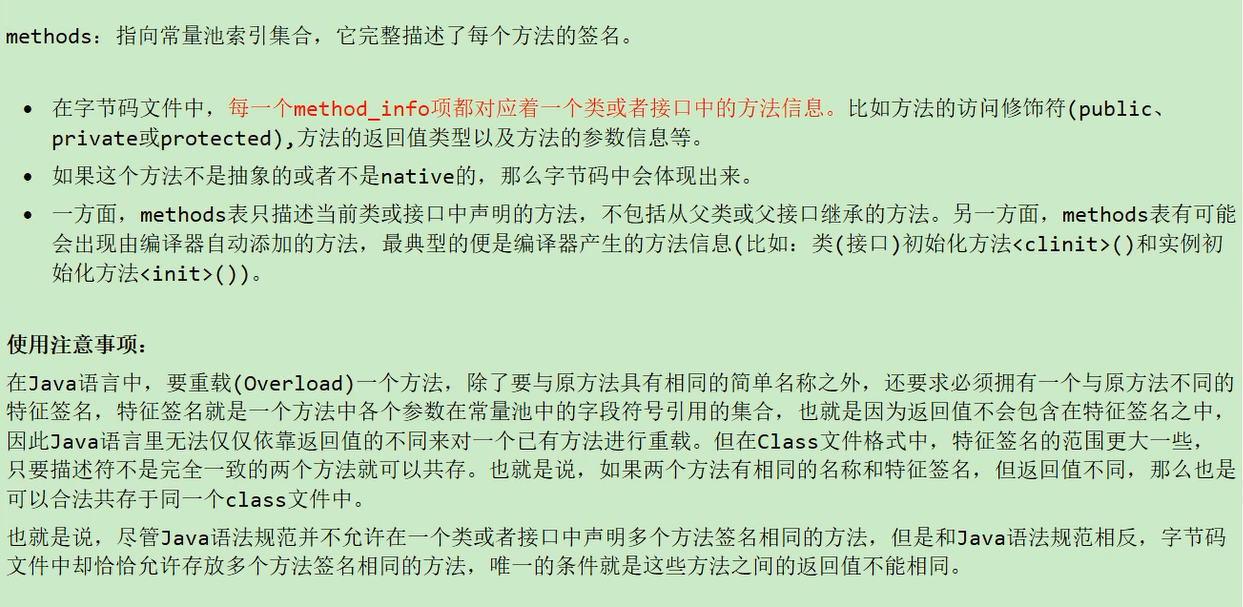 methods：指向常量池索引集合，它完整描述了每个方法的签名。
• 在字节码文件中，每一个method_info项都对应着一个类或者接口中的方法信息。比如方法的访问修饰符(public、
private或protected),方法的返回值类型以及方法的参数信息等。
• 如果这个方法不是抽象的或者不是native的，那么字节码中会体现出来。
• 一方面，methods表只描述当前类或接口中声明的方法，不包括从父类或父接口继承的方法。另一方面，methods表有可能
会出现由编译器自动添加的方法，最典型的便是编译器产生的方法信息(比如：类(接口)初始化方法<clinit>()和实例初
始化方法<init>())。
使用注意事项：
在Java语言中，要重载(Overload)一个方法，除了要与原方法具有相同的简单名称之外，还要求必须拥有一个与原方法不同的
特征签名，特征签名就是一个方法中各个参数在常量池中的字段符号引用的集合，也就是因为返回值不会包含在特征签名之中，
因此Java语言里无法仅仅依靠返回值的不同来对一个已有方法进行重载。但在Class文件格式中，特征签名的范围更大一些，
只要描述符不是完全一致的两个方法就可以共存。也就是说，如果两个方法有相同的名称和特征签名，但返回值不同，那么也是
可以合法共存于同一个class文件中。
也就是说，尽管Java语法规范并不允许在一个类或者接口中声明多个方法签名相同的方法，但是和Java语法规范相反，字节码
文件中却恰恰允许存放多个方法签名相同的方法，唯一的条件就是这些方法之间的返回值不能相同。